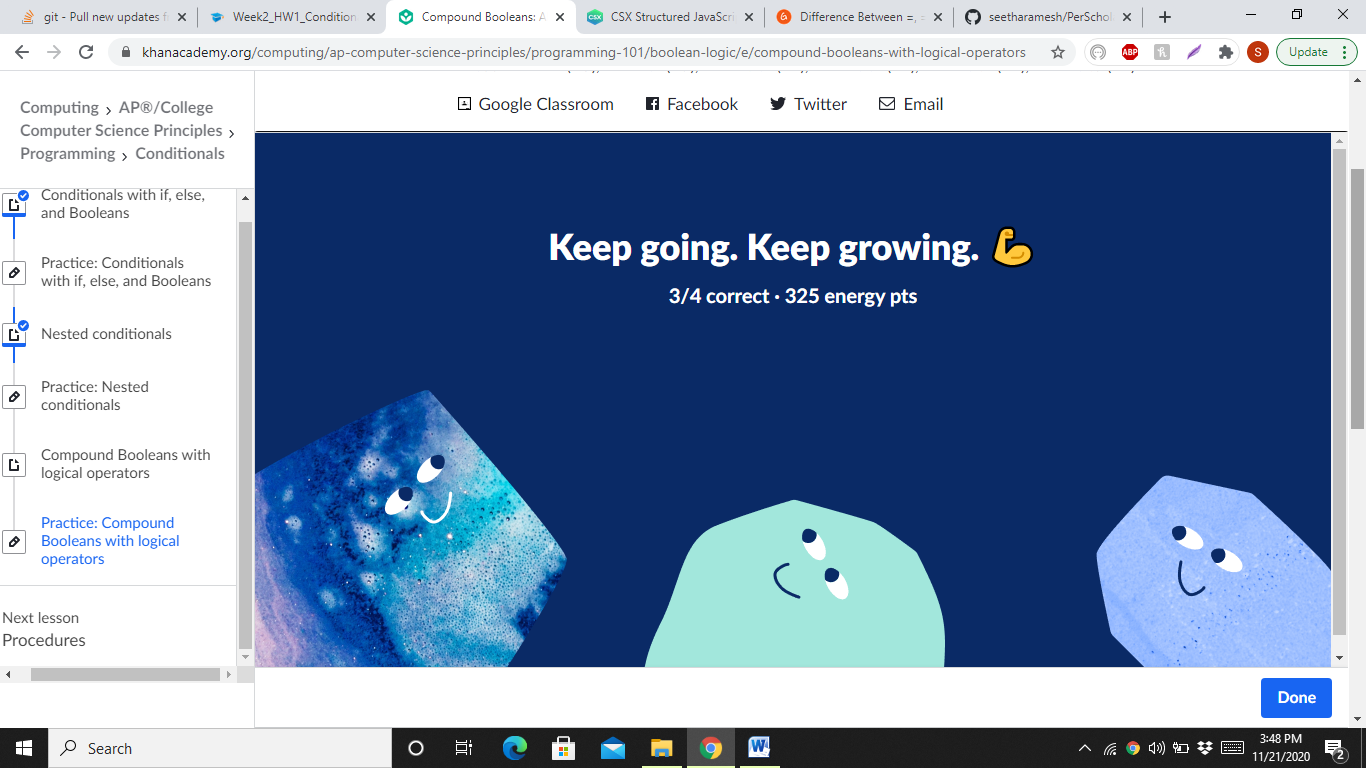 git - Pull new updates f
Week2_HW1_Condition
Compound Booleans: A
CSX Structured JavaScri
Difference Between =, =
seetharamesh/PerSchol
khanacademy.org/computing/ap-computer-science-principles/programming-101/boolean-logic/e/compound-booleans-with-logical-operators
ABP
S
Update
Computing > AP®/College
Computer Science Principles >
Programming > Conditionals
Google Classroom
Facebook
Twitter
Email
Conditionals with if, else,
and Booleans
Practice: Conditionals
with if, else, and Booleans
Nested conditionals
Practice: Nested
conditionals
Compound Booleans with
logical operators
Practice: Compound
Booleans with logical
operators
Next lesson
Procedures
Keep going. Keep growing.
3/4 correct · 325 energy pts
Done
Search
3:48 PM
11/21/2020
2